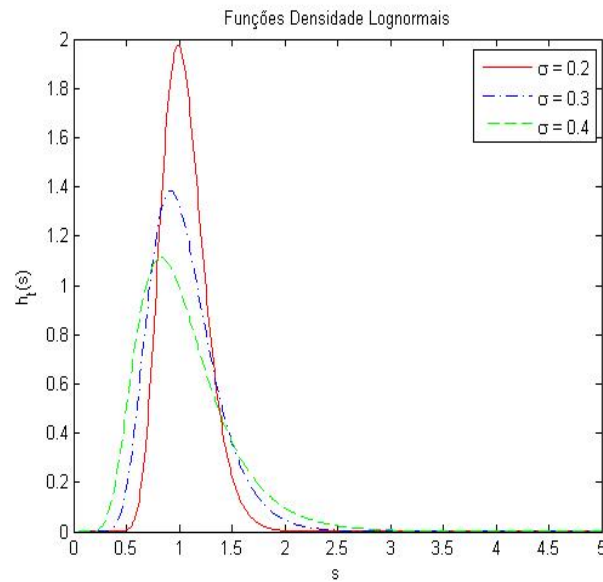 Funções Densidade Lognormais
2
1.8
1.6
1.4
1.2
1
0.8
0.6
0.4
0.2
0
h_t(s)
σ = 0.2
σ = 0.3
σ = 0.4
0 0.5 1 1.5 2 2.5 3 3.5 4 4.5 5
s